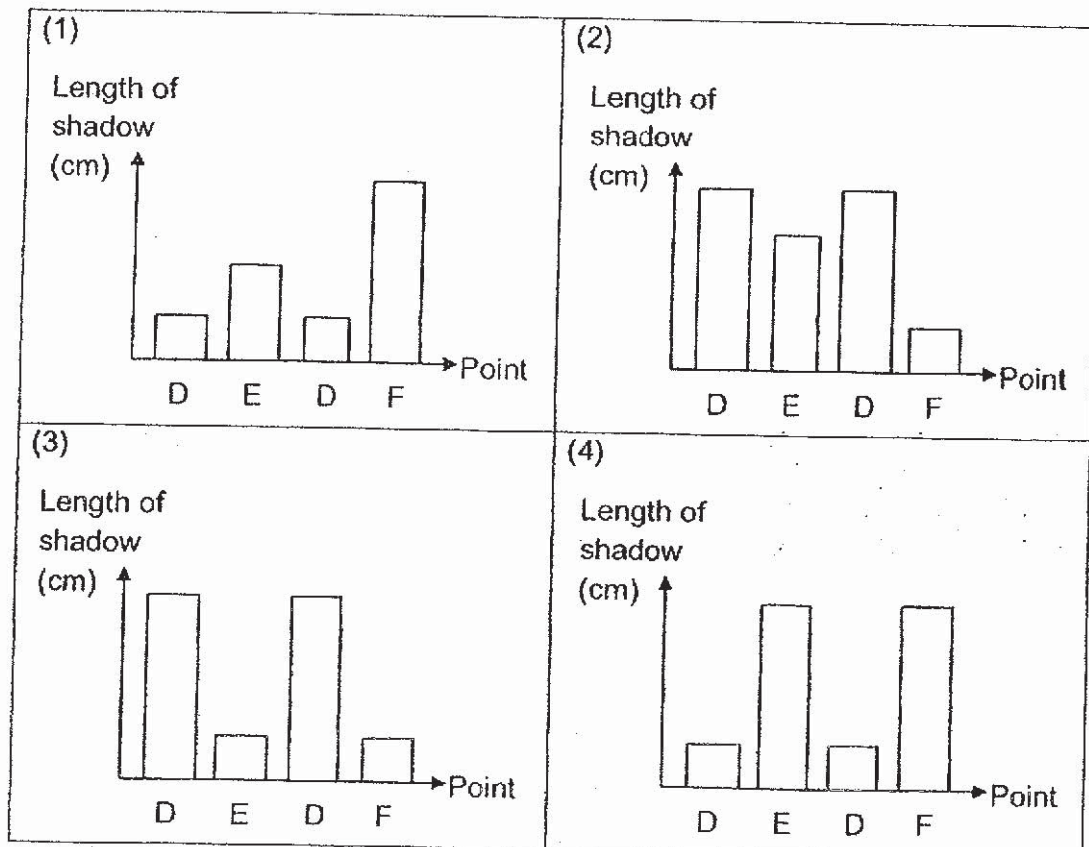 (1)
Length of
shadow
(cm)
Point
D E D F
(2)
Length of
shadow
(cm)
Point
D E D F
(3)
Length of
shadow
(cm)
Point
D E D F
(4)
Length of
shadow
(cm)
Point
D E D F